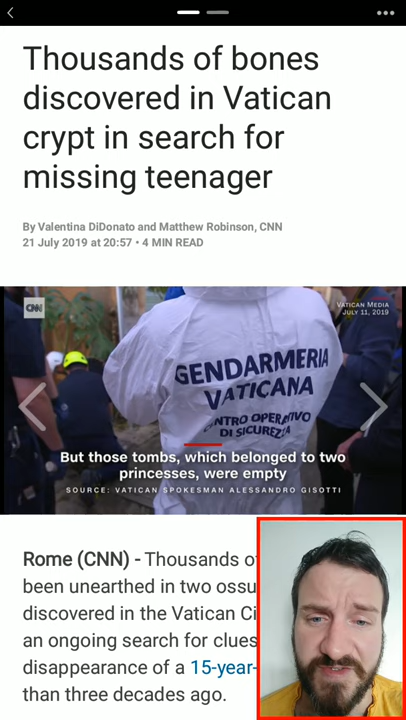 Thousands of bones
discovered in Vatican
crypt in search for
missing teenager
By Valentina DiDonato and Matthew Robinson, CNN
21 July 2019 at 20:57 • 4 MIN READ
CNN
VATICAN MEDIA
JULY 11, 2019
GENDARMERIA
VATICANA
NTRO OPERATIVO
DI SICUREZZA
But those tombs, which belonged to two
princesses, were empty
SOURCE: VATICAN SPOKESMAN ALESSANDRO GISOTTI
Rome (CNN) - Thousands o
been unearthed in two ossu
discovered in the Vatican Ci
an ongoing search for clues
disappearance of a 15-year-
than three decades ago.